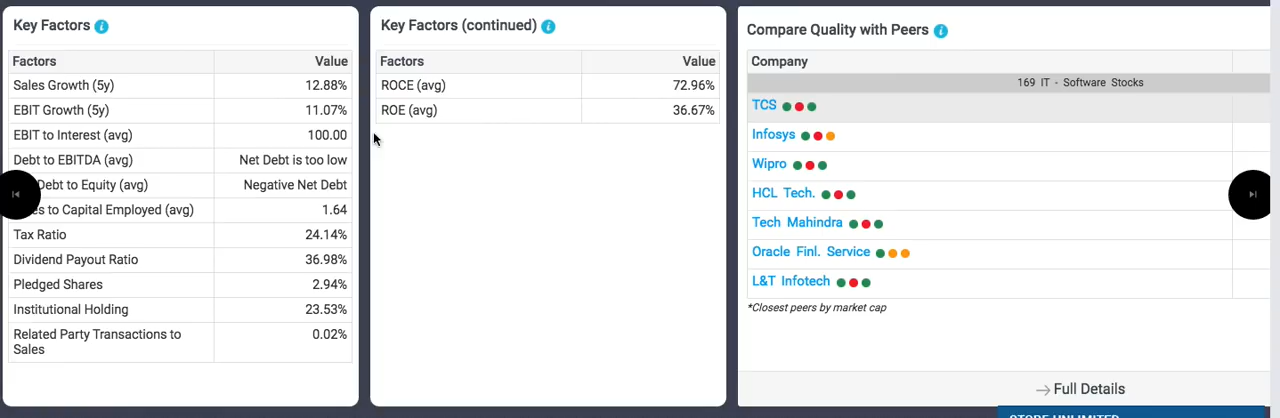 Key Factors
Factors Value
Sales Growth (5y) 12.88%
EBIT Growth (5y) 11.07%
EBIT to Interest (avg) 100.00
Debt to EBITDA (avg) Net Debt is too low
Debt to Equity (avg) Negative Net Debt
to Capital Employed (avg) 1.64
Tax Ratio 24.14%
Dividend Payout Ratio 36.98%
Pledged Shares 2.94%
Institutional Holding 23.53%
Related Party Transactions to 0.02%
Sales
Key Factors (continued)
Factors Value
ROCE (avg) 72.96%
ROE (avg) 36.67%
Compare Quality with Peers
Company
169 IT - Software Stocks
TCS
Infosys
Wipro
HCL Tech.
Tech Mahindra
Oracle Finl. Service
L&T Infotech
*Closest peers by market cap
Full Details
STORE UNLIMITED